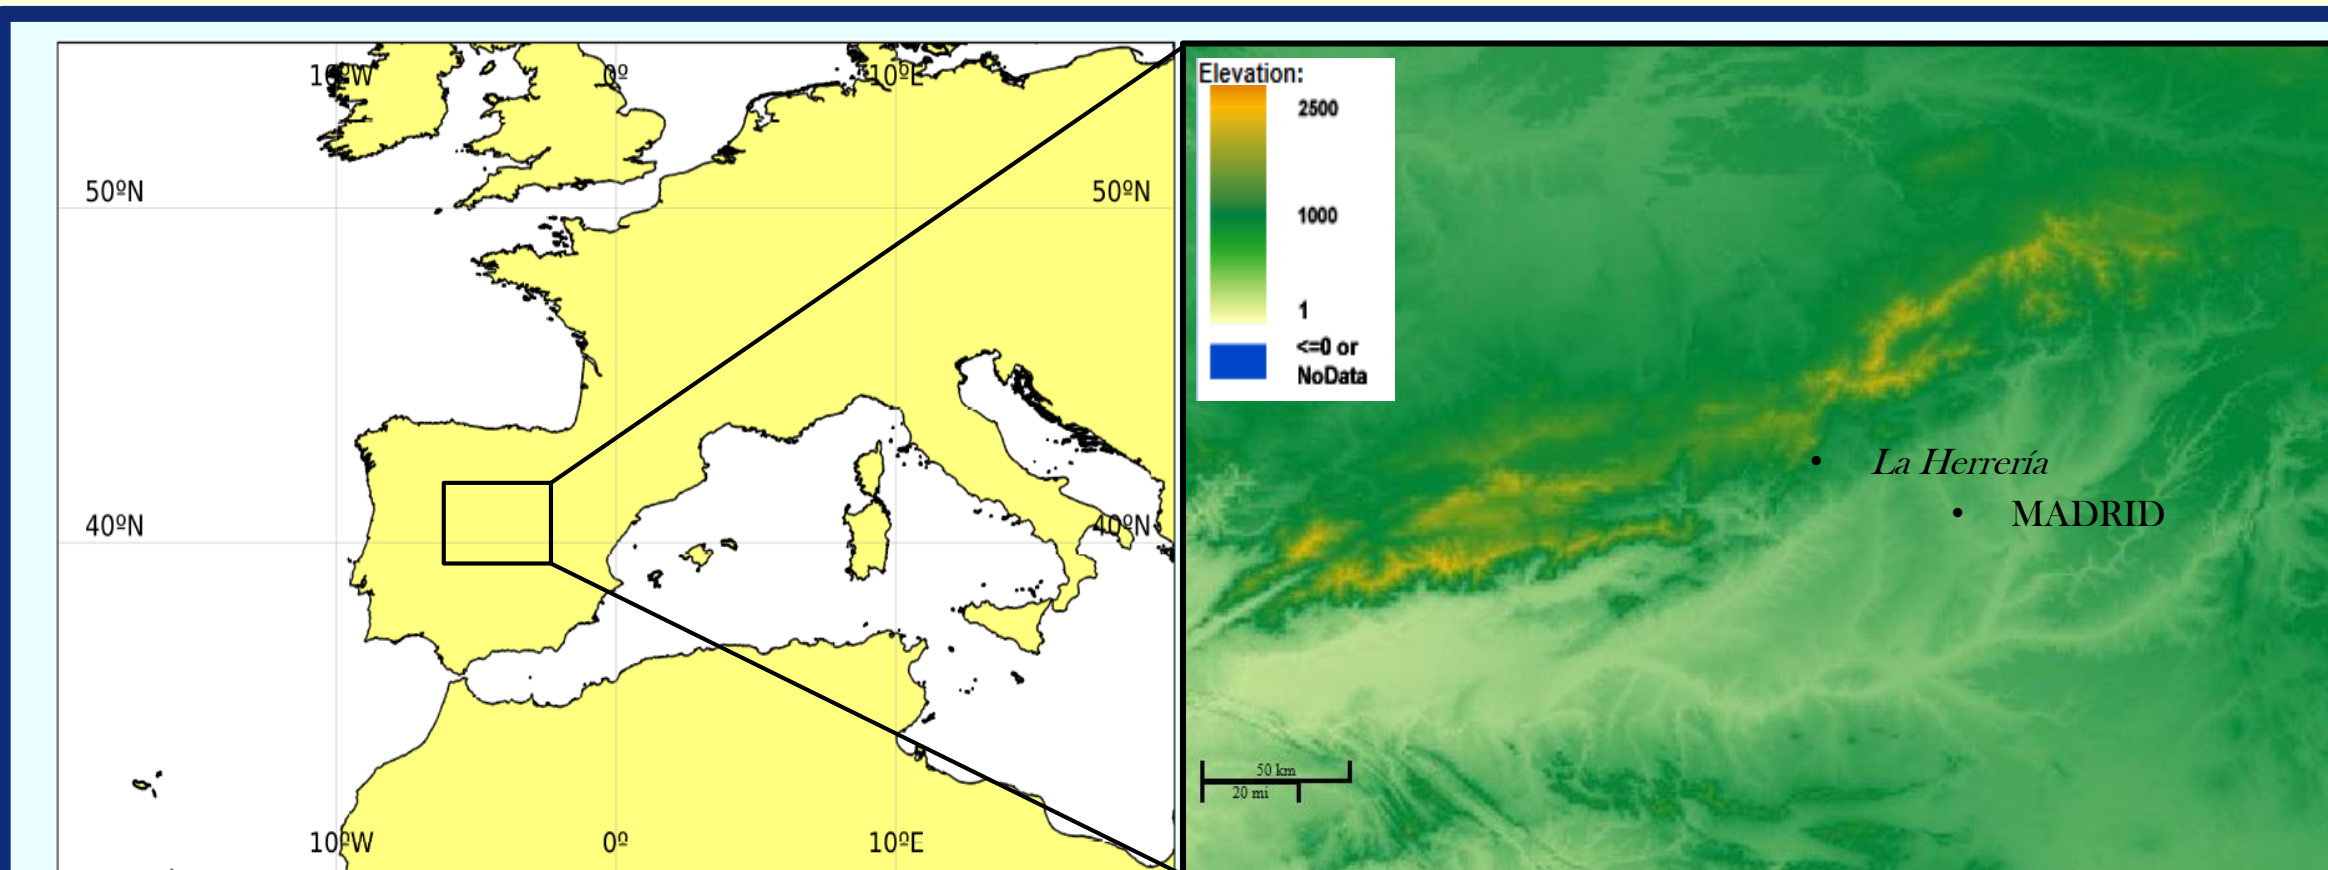 10ºW
0º
10ºE
50ºN
50ºN
40ºN
40ºN
10ºW
0º
10ºE
Elevation:
2500
1000
1
<=0 or
NoData
La Herrería
MADRID
50 km
20 mi